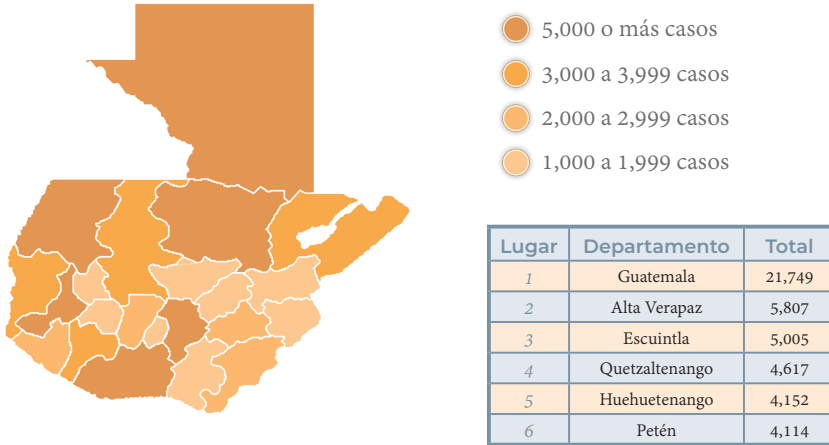 5,000 o más casos
3,000 a 3,999 casos
2,000 a 2,999 casos
1,000 a 1,999 casos
Lugar Departamento Total
1 Guatemala 21,749
2 Alta Verapaz 5,807
3 Escuintla 5,005
4 Quetzaltenango 4,617
5 Huehuetenango 4,152
6 Petén 4,114